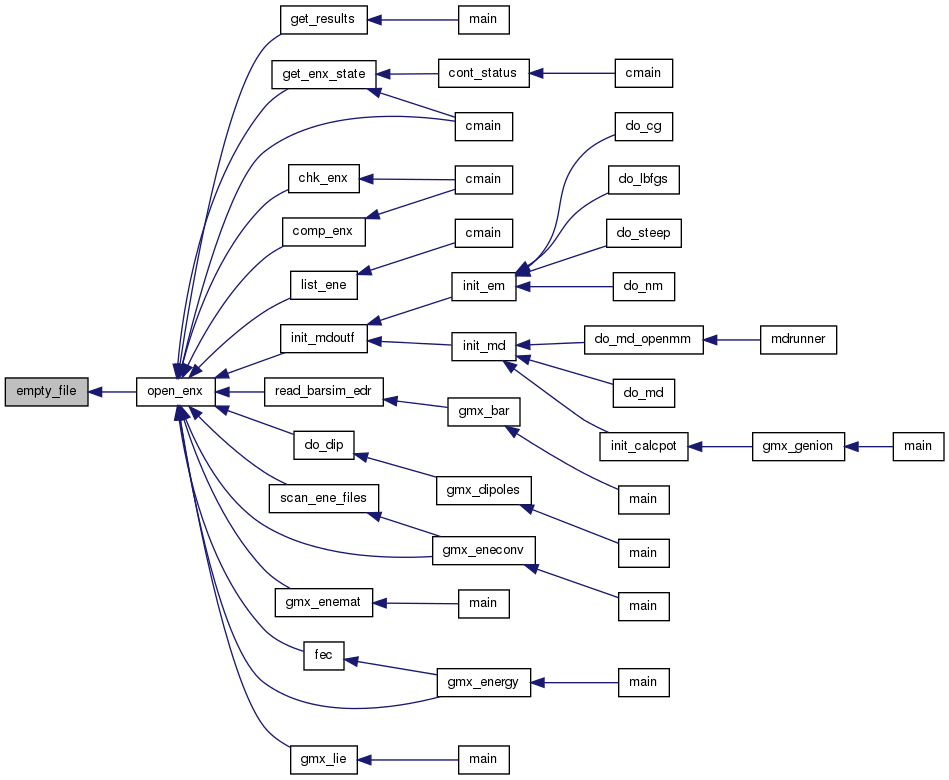 get_results
main
get_enx_state
cont_status
cmain
cmain
do_cg
chk_enx
cmain
do_lbfgs
comp_enx
cmain
do_steep
list_ene
init_em
do_nm
init_mdoutf
init_md
do_md_openmm
mdrunner
empty_file
open_enx
read_barsim_edr
gmx_bar
do_md
do_dip
init_calcpot
gmx_genion
main
scan_ene_files
gmx_dipoles
main
gmx_eneconv
main
gmx_enemat
main
main
fec
gmx_energy
main
gmx_lie
main